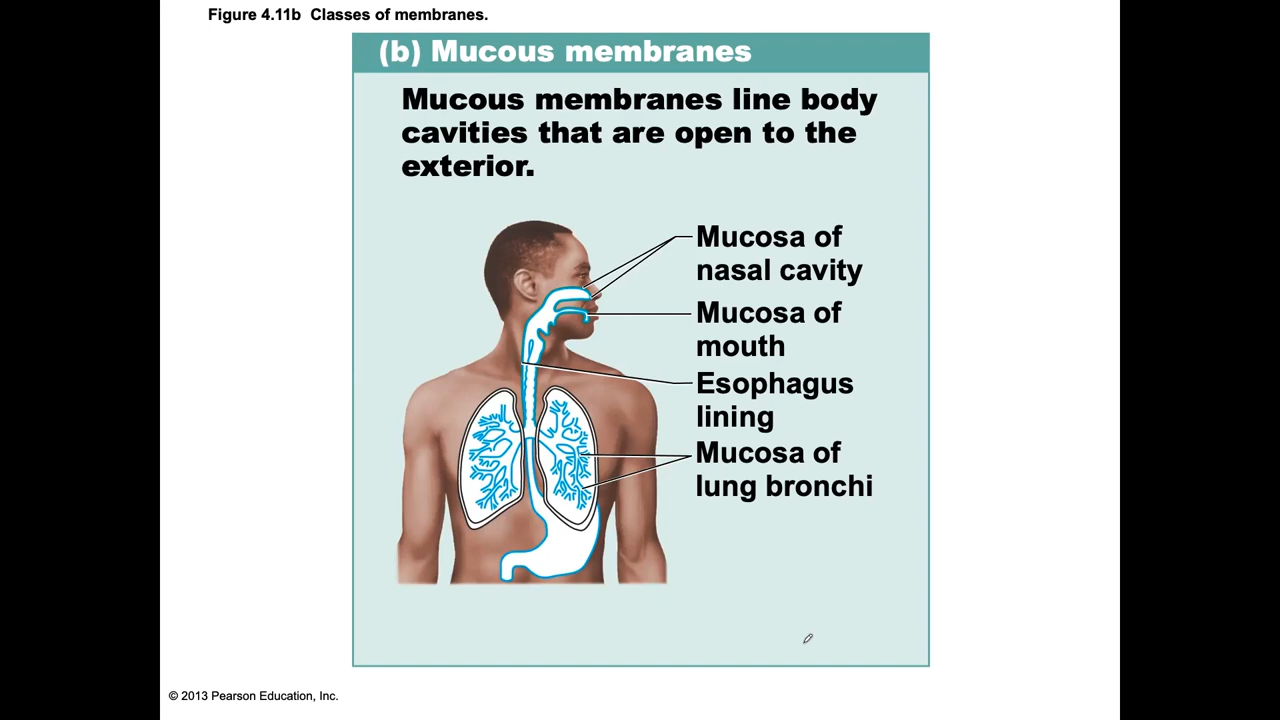 Figure 4.11b Classes of membranes.
(b) Mucous membranes
Mucous membranes line body
cavities that are open to the
exterior.
Mucosa of
nasal cavity
Mucosa of
mouth
Esophagus
lining
Mucosa of
lung bronchi
© 2013 Pearson Education, Inc.